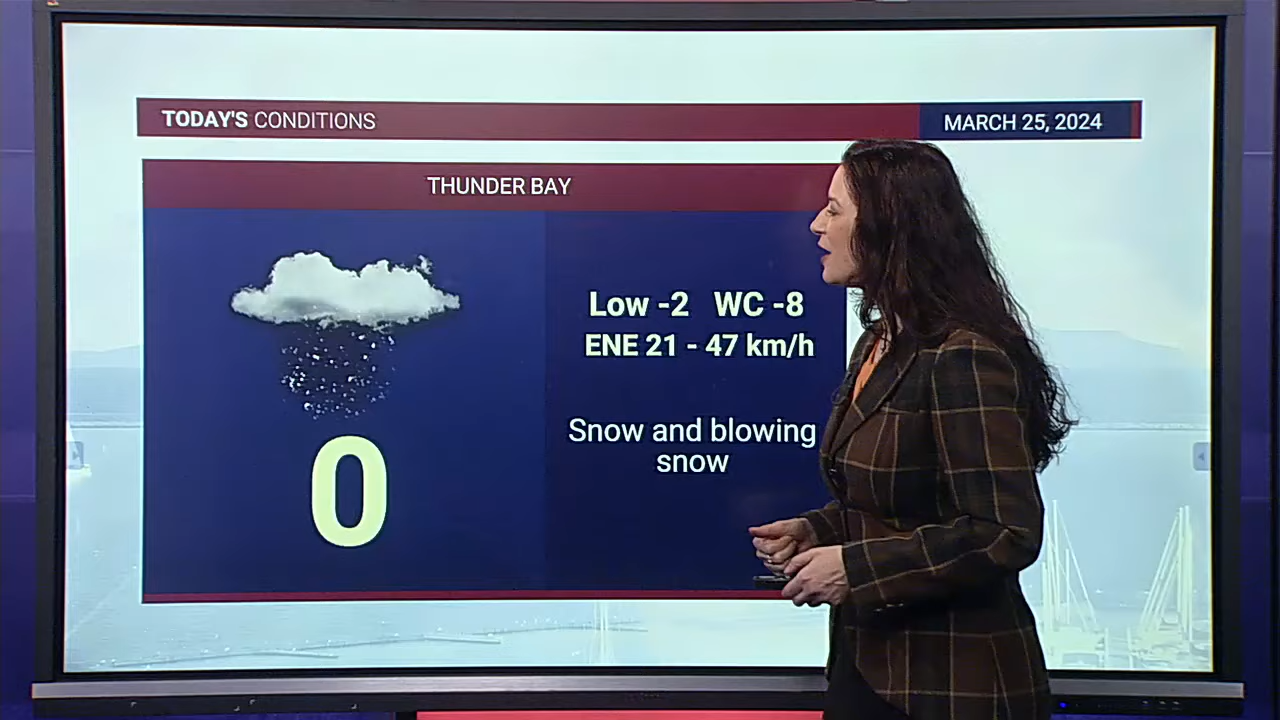 TODAY'S CONDITIONS
MARCH 25, 2024
THUNDER BAY
Low -2 WC -8
ENE 21 - 47 km/h
Snow and blowing
snow
0